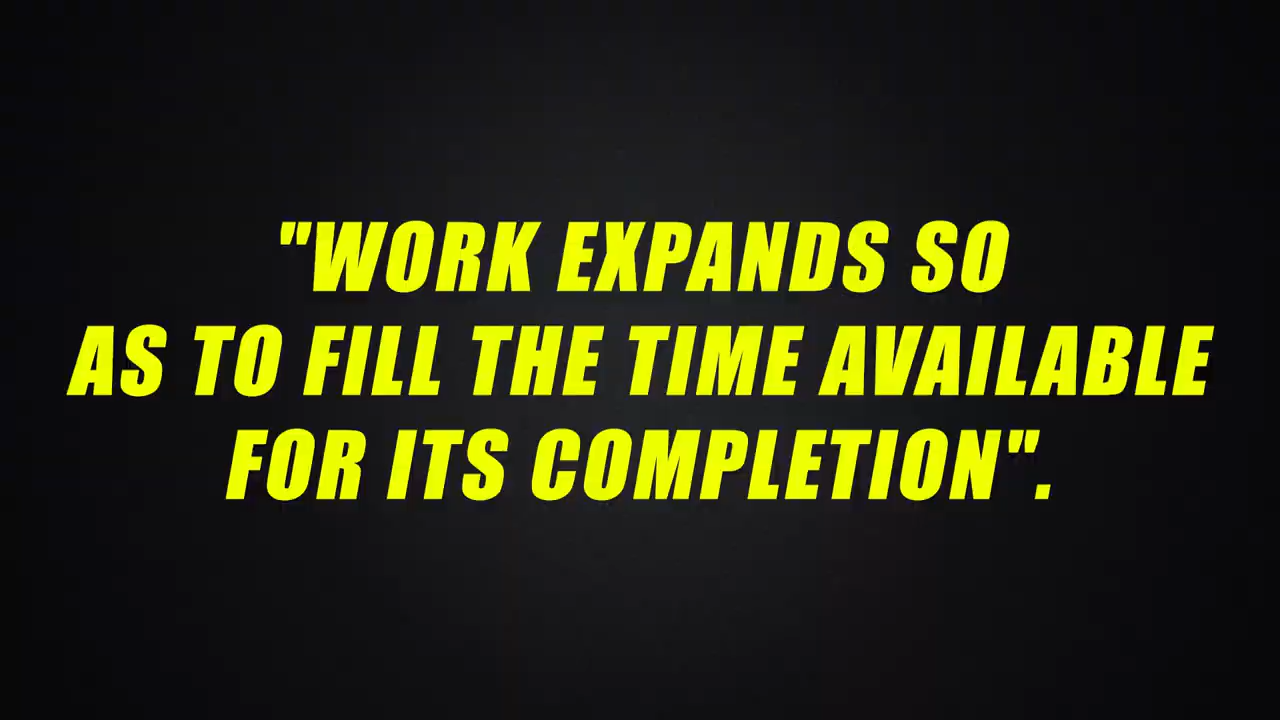 "WORK EXPANDS SO
AS TO FILL THE TIME AVAILABLE
FOR ITS COMPLETION".